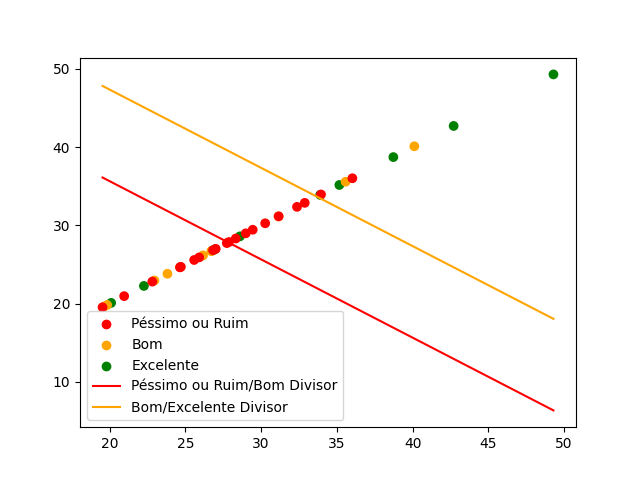 50
40
30
20
10
Péssimo ou Ruim
Bom
Excelente
Péssimo ou Ruim/Bom Divisor
Bom/Excelente Divisor
20 25 30 35 40 45 50